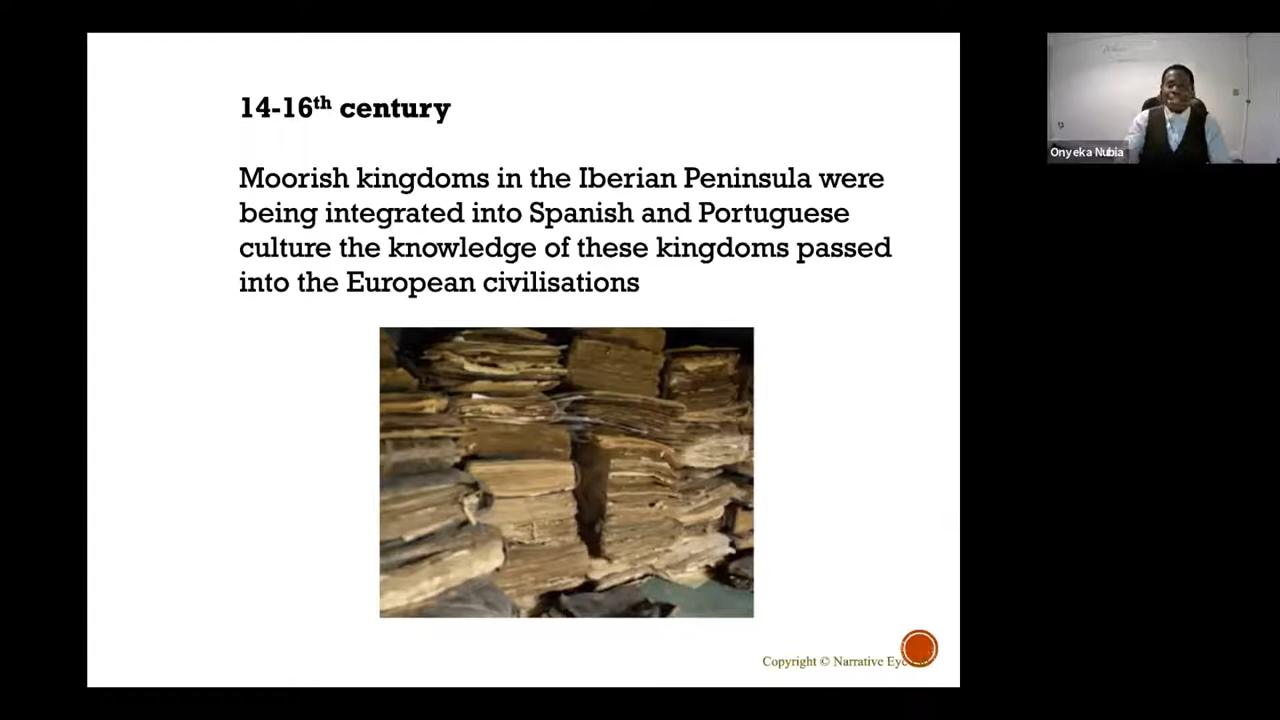 14-16th century
Moorish kingdoms in the Iberian Peninsula were
being integrated into Spanish and Portuguese
culture the knowledge of these kingdoms passed
into the European civilisations
Copyright © Narrative Eye
Onyeka Nubia